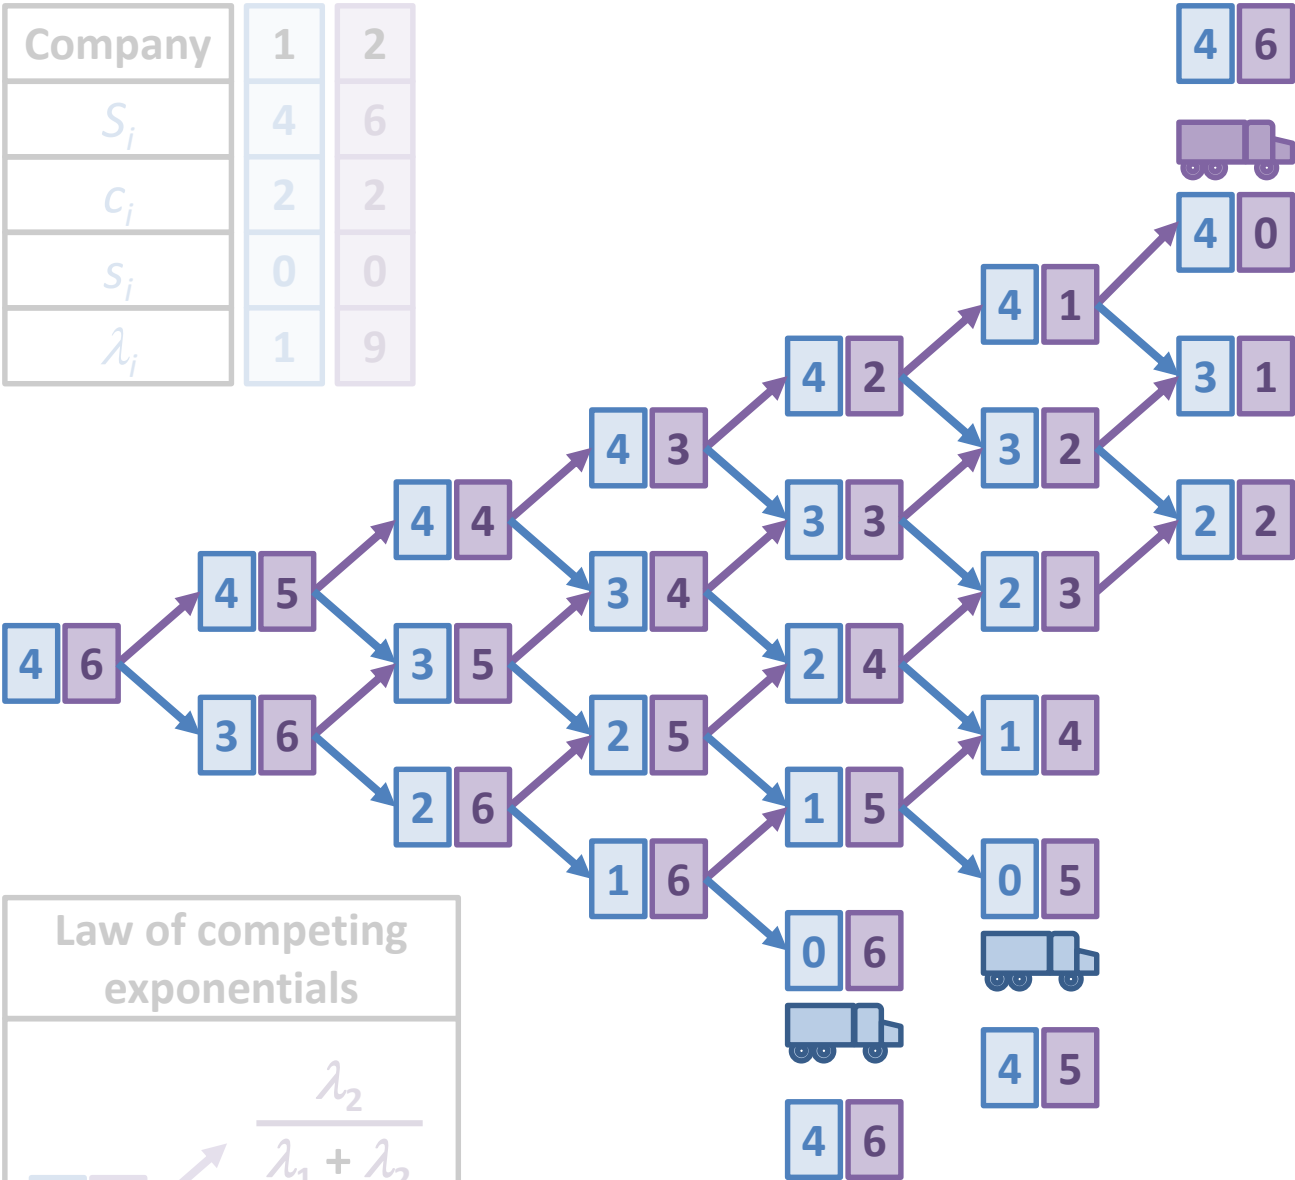 Company 1 2
S_i 4 6
c_i 2 2
s_i 0 0
λ_i 1 9
4 6
4 0
4 1
3 1
4 2
3 2
2 2
4 3
3 3
2 3
4 4
3 4
2 4
1 4
4 5
3 5
2 5
1 5
0 5
4 6
3 6
2 6
1 6
0 6
4 5
4 6
Law of competing
exponentials
λ_2
λ_1 + λ_2